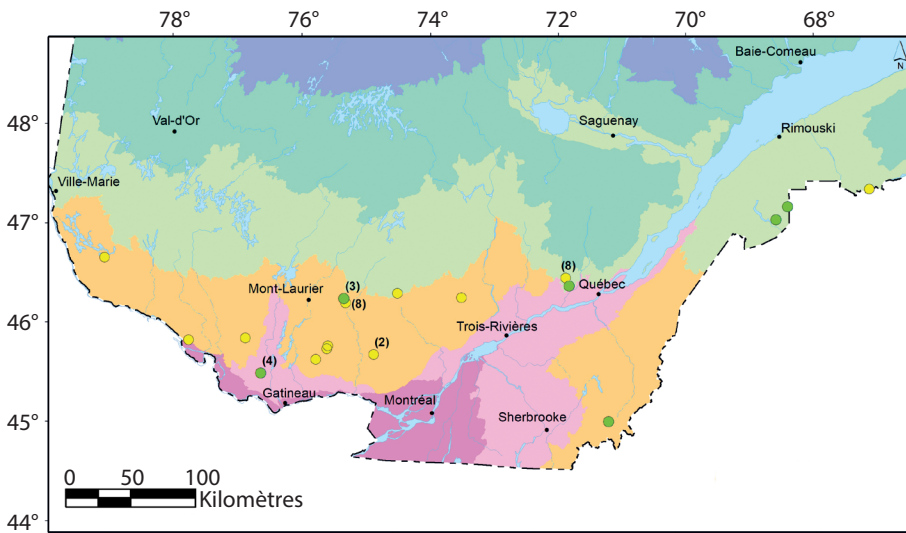 78° 76° 74° 72° 70° 68°
Baie-Comeau
N
48°
Val-d'Or
Saguenay
Rimouski
Ville-Marie
47°
(8)
(3)
Mont-Laurier
Québec
(8)
46°
Trois-Rivières
(2)
(4)
Gatineau
Montréal
45°
Sherbrooke
0 50 100
Kilomètres
44°